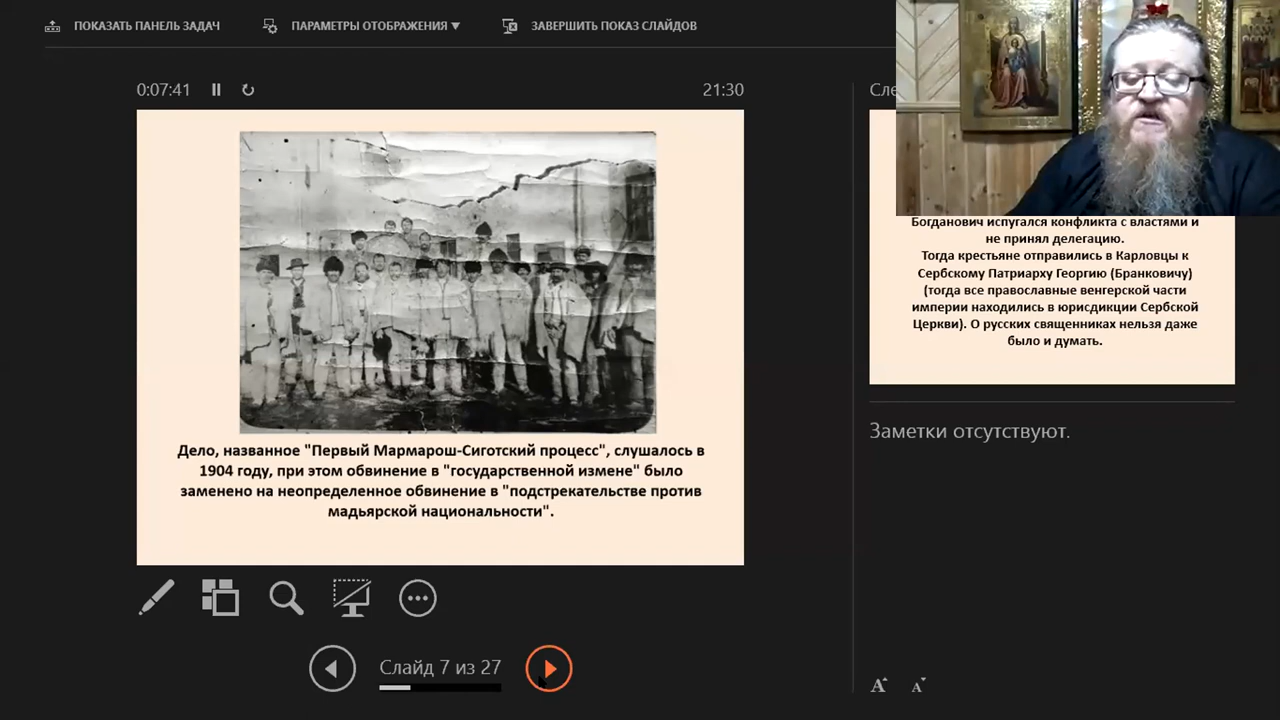 ПОКАЗАТЬ ПАНЕЛЬ ЗАДАЧ
ПАРАМЕТРЫ ОТОБРАЖЕНИЯ
ЗАВЕРШИТЬ ПОКАЗ СЛАЙДОВ
0:07:41
21:30
Дело, названное "Первый Мармарош-Сиготский процесс", слушалось в
1904 году, при этом обвинение в "государственной измене" было
заменено на неопределенное обвинение в "подстрекательстве против
мадьярской национальности".
Слайд 7 из 27
Богданович испугался конфликта с властями и
не принял делегацию.
Тогда крестьяне отправились в Карловцы к
Сербскому Патриарху Георгию (Бранковичу)
(тогда все православные венгерской части
империи находились в юрисдикции Сербской
Церкви). О русских священниках нельзя даже
было и думать.
Заметки отсутствуют.
A A